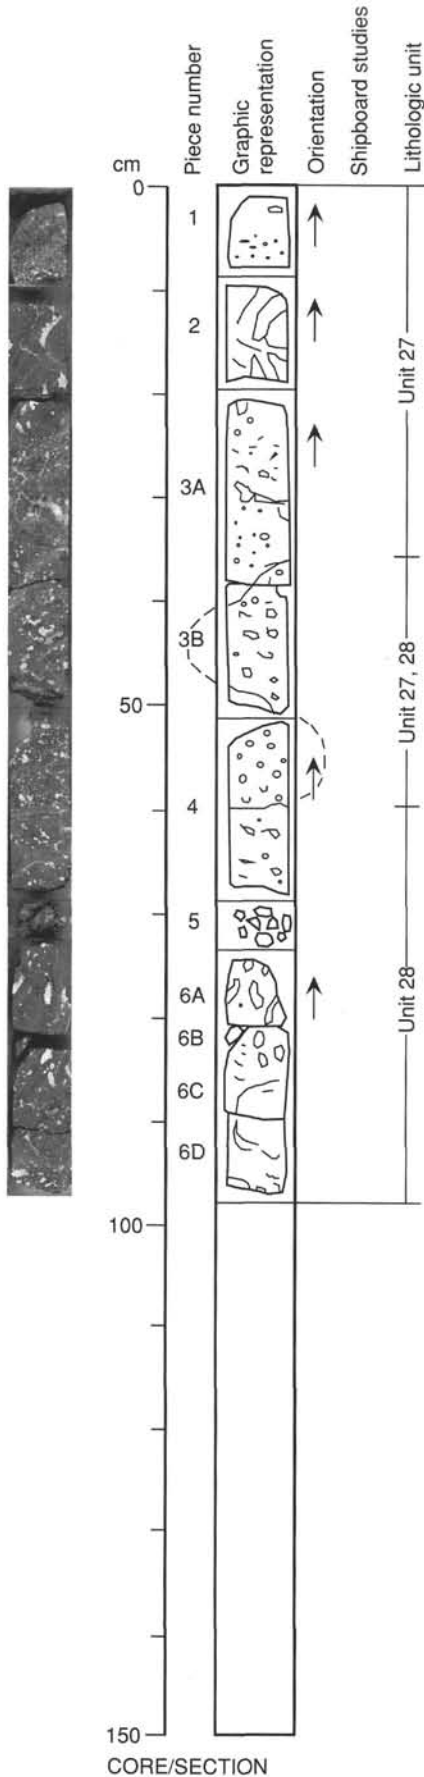 cm
Piece number
Graphic
representation
Orientation
Shipboard studies
Lithologic unit
0
1
2
Unit 27
3A
3B
Unit 27, 28
50
4
5
6A
Unit 28
6B
6C
6D
100
150
CORE/SECTION